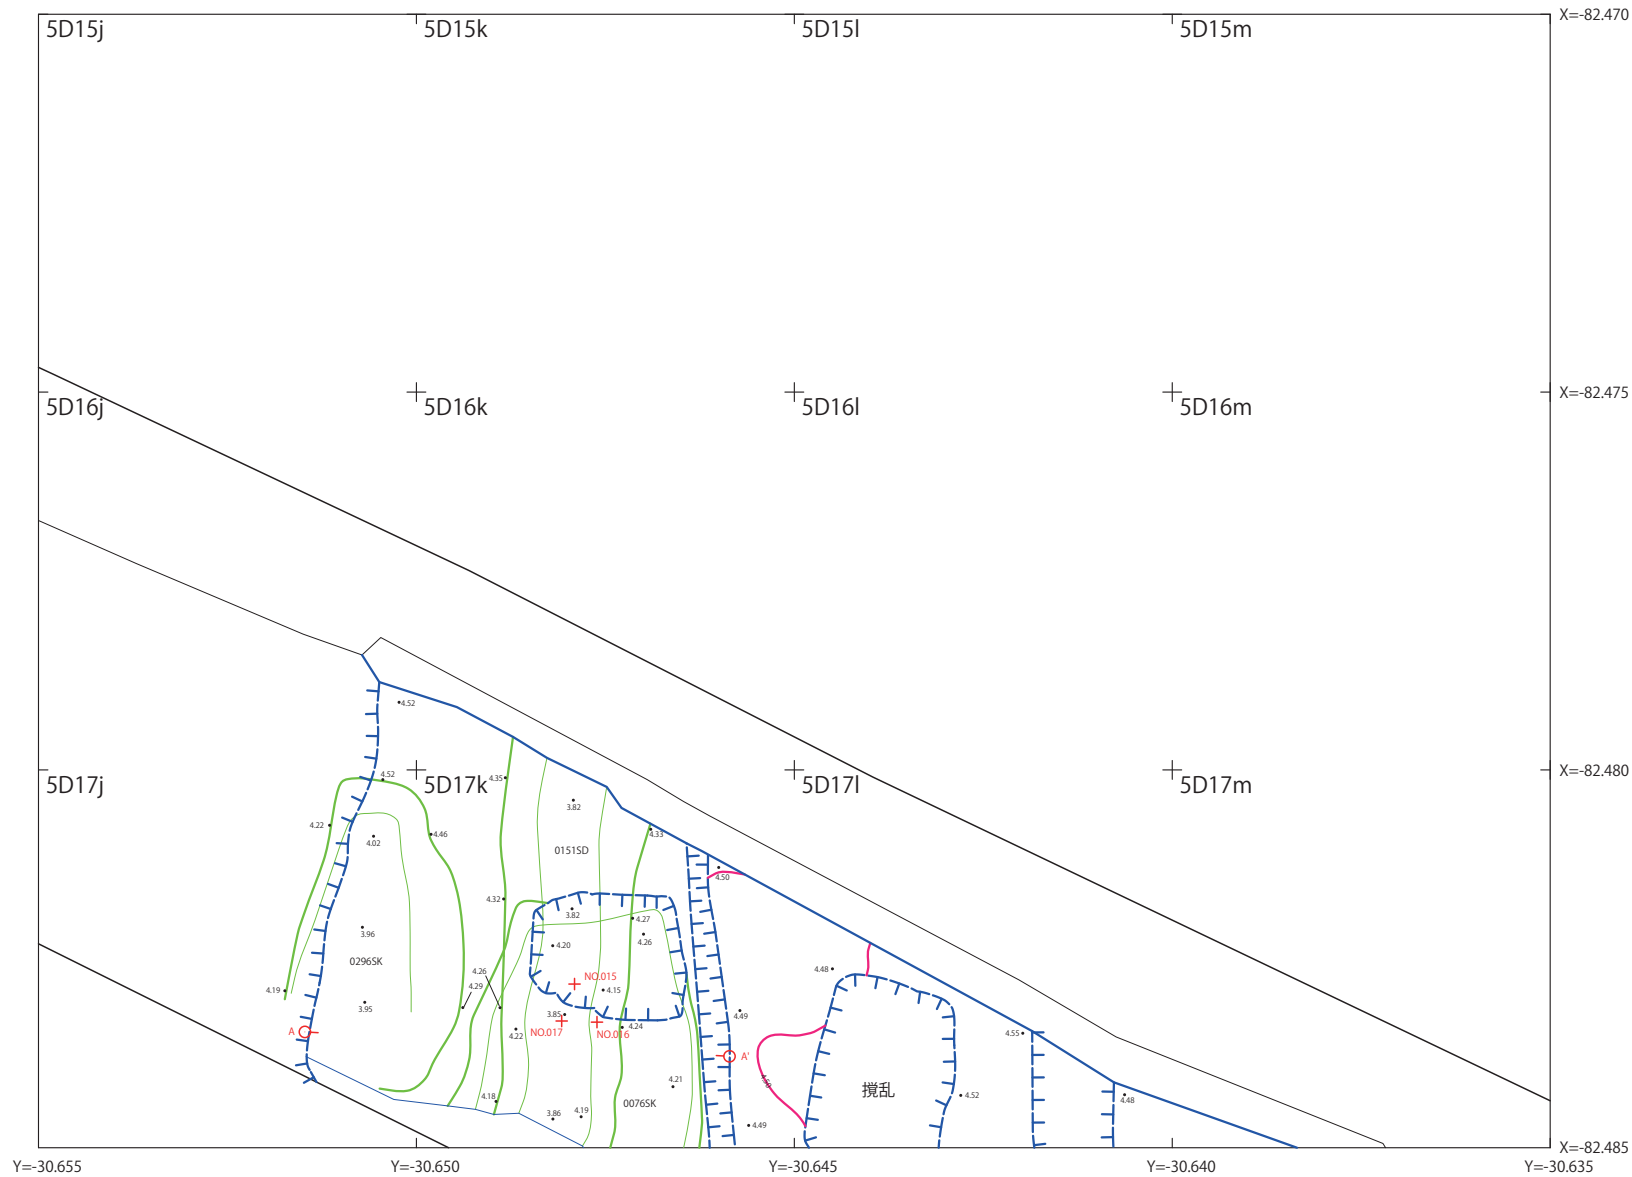 5D15j 5D15k 5D15l 5D15m X=-82.470
X=-82.475
5D16j 5D16k 5D16l 5D16m
4.52
X=-82.480
4.52 4.35
5D17j 5D17k 5D17l 5D17m
3.82
4.22 4.46 4.33
4.02
0151SD
4.50
4.32
3.82 4.27
3.96 4.26
4.20
0296SK
4.26 4.48
NO.015
4.29
4.19 4.15
3.95
3.85 4.49
4.24
A NO.017 NO.016 4.55
4.22
A'
4.21 4.50
撹乱
4.18 4.52 4.48
0076SK
3.86 4.19
4.49
X=-82.485
Y=-30.655 Y=-30.650 Y=-30.645 Y=-30.640 Y=-30.635